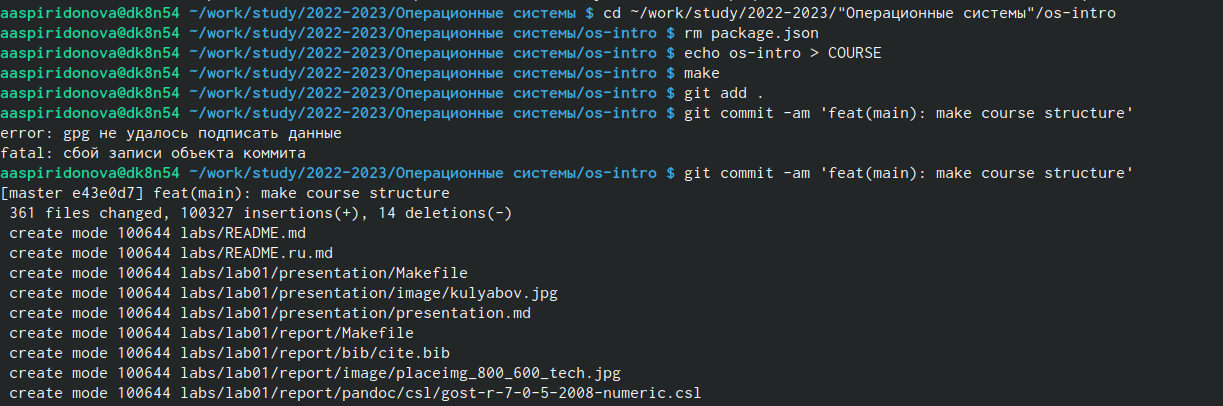 aaspiridonova@dk8n54 ~/work/study/2022-2023/Операционные системы $ cd ~/work/study/2022-2023/"Операционные системы"/os-intro
aaspiridonova@dk8n54 ~/work/study/2022-2023/Операционные системы/os-intro $ rm package.json
aaspiridonova@dk8n54 ~/work/study/2022-2023/Операционные системы/os-intro $ echo os-intro > COURSE
aaspiridonova@dk8n54 ~/work/study/2022-2023/Операционные системы/os-intro $ make
aaspiridonova@dk8n54 ~/work/study/2022-2023/Операционные системы/os-intro $ git add .
aaspiridonova@dk8n54 ~/work/study/2022-2023/Операционные системы/os-intro $ git commit -am 'feat(main): make course structure'
error: gpg не удалось подписать данные
fatal: сбой записи объекта коммита
aaspiridonova@dk8n54 ~/work/study/2022-2023/Операционные системы/os-intro $ git commit -am 'feat(main): make course structure'
[master e43e0d7] feat(main): make course structure
 361 files changed, 100327 insertions(+), 14 deletions(-)
 create mode 100644 labs/README.md
 create mode 100644 labs/README.ru.md
 create mode 100644 labs/lab01/presentation/Makefile
 create mode 100644 labs/lab01/presentation/image/kulyabov.jpg
 create mode 100644 labs/lab01/presentation/presentation.md
 create mode 100644 labs/lab01/report/Makefile
 create mode 100644 labs/lab01/report/bib/cite.bib
 create mode 100644 labs/lab01/report/image/placeimg_800_600_tech.jpg
 create mode 100644 labs/lab01/report/pandoc/csl/gost-r-7-0-5-2008-numeric.csl